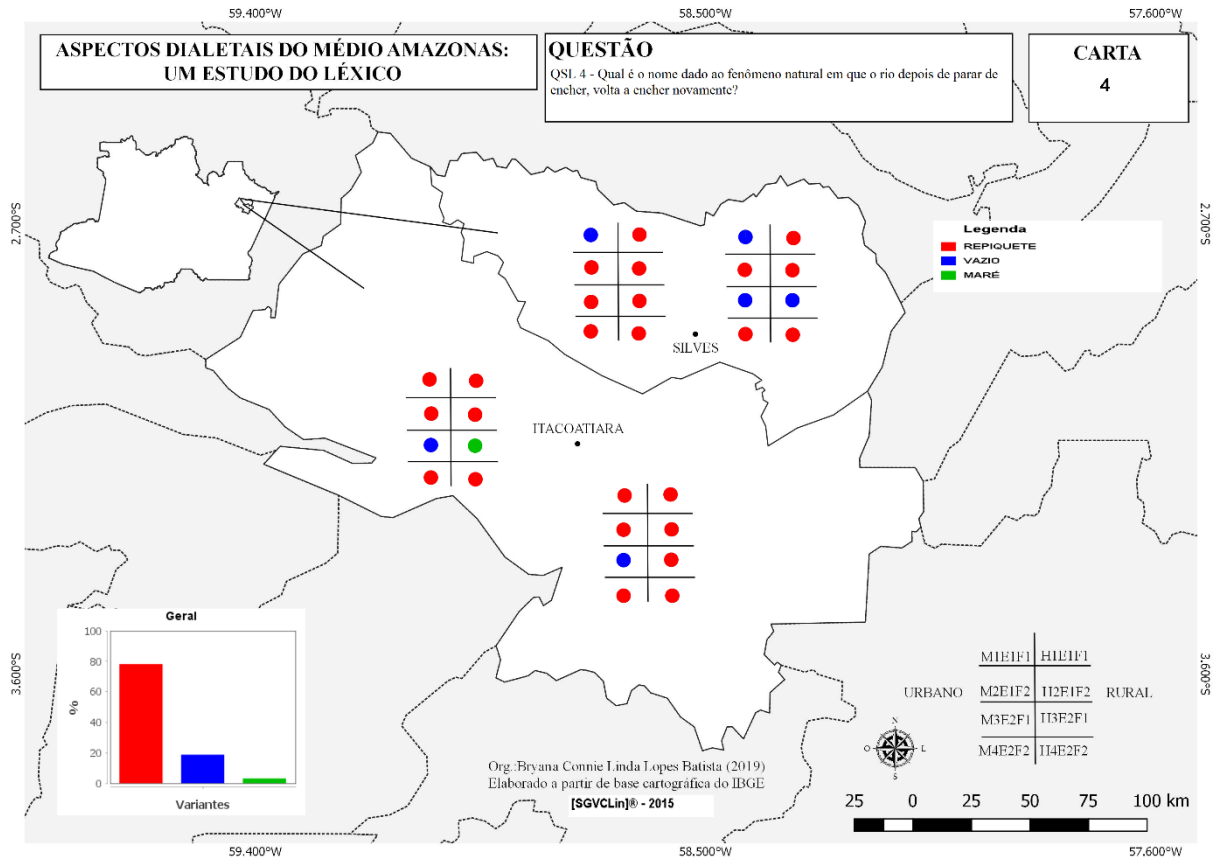 59.400°W
58.500°W
57.600°W
ASPECTOS DIALETAIS DO MÉDIO AMAZONAS:
UM ESTUDO DO LÉXICO
QUESTÃO
QSL 4 - Qual é o nome dado ao fenômeno natural em que o rio depois de parar de
encher, volta a encher novamente?
CARTA
4
2.700°S
2.700°S
Legenda
REPIQUETE
VAZIO
MARÉ
SILVES
ITACOATIARA
Geral
100
80
60
40
20
0
%
Variantes
3.600°S
3.600°S
M1E1F1 H1E1F1
URBANO M2E1F2 H2E1F2 RURAL
M3E2F1 H3E2F1
M4E2F2 H4E2F2
N
O L
S
Org.:Bryana Connie Linda Lopes Batista (2019)
Elaborado a partir de base cartográfica do IBGE
[SGVCLin]® - 2015
25 0 25 50 75 100 km
59.400°W
58.500°W
57.600°W